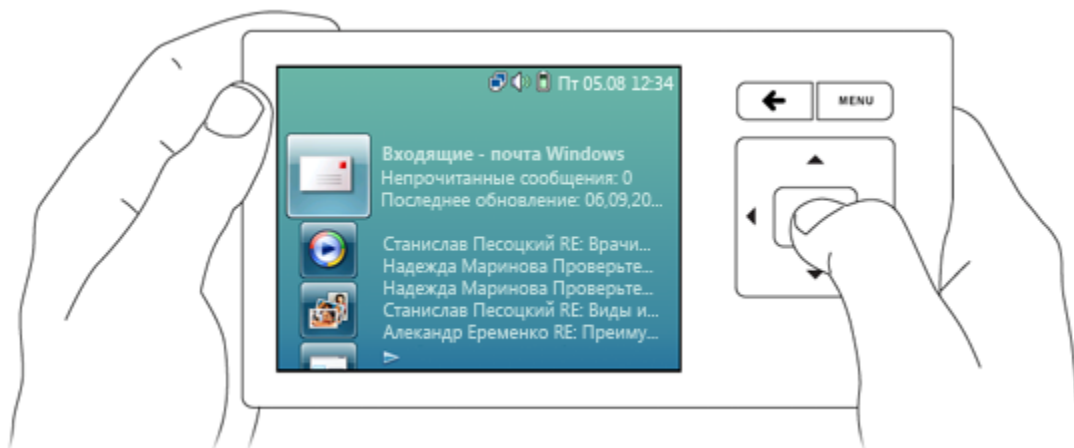 Пт 05.08 12:34
MENU
Входящие - почта Windows
Непрочитанные сообщения: 0
Последнее обновление: 06,09,20...
Станислав Песоцкий RE: Врачи...
Надежда Маринова Проверьте...
Надежда Маринова Проверьте...
Станислав Песоцкий RE: Виды и...
Алекандр Еременко RE: Преиму...